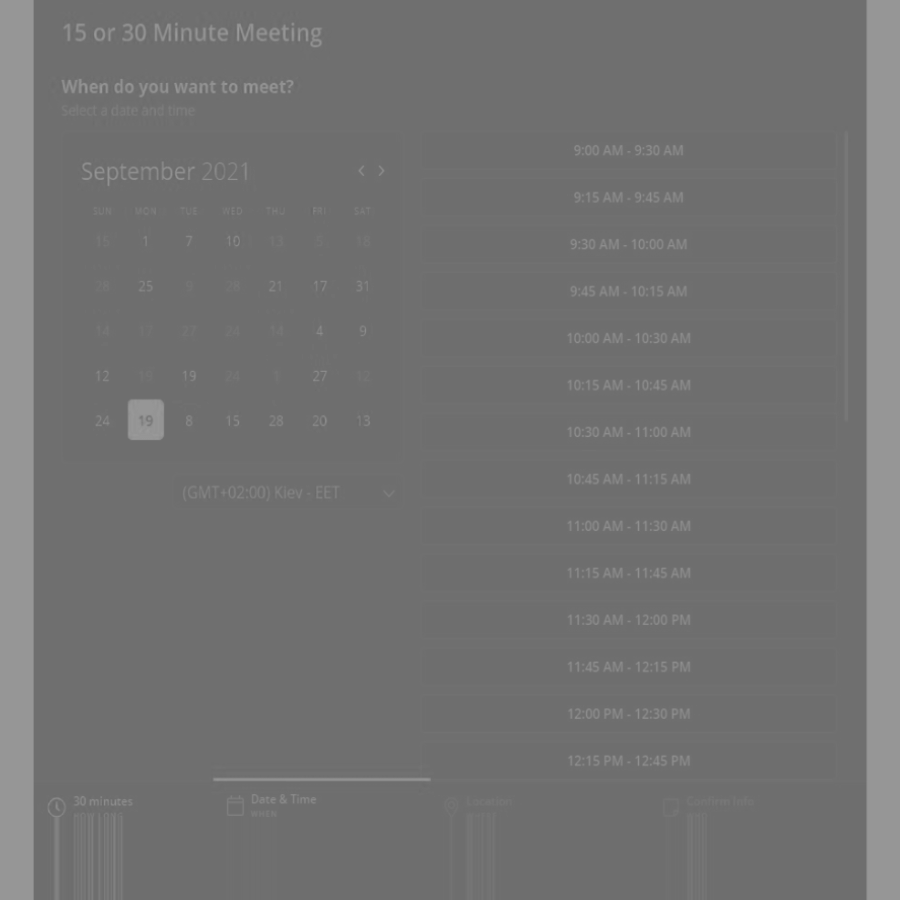 15 or 30 Minute Meeting
When do you want to meet?
Select a date and time
September 2021
SUN MON TUE WED THU FRI SAT
15 1 7 10 13 6 18
28 25 9 28 21 17 31
14 12 27 24 14 4 9
12 19 24 1 27
24 19 8 15 28 20 13
(GMT+02:00) Kiev - EET
9:00 AM - 9:30 AM
9:15 AM - 9:45 AM
9:30 AM - 10:00 AM
9:45 AM - 10:15 AM
10:00 AM - 10:30 AM
10:15 AM - 10:45 AM
10:30 AM - 11:00 AM
10:45 AM - 11:15 AM
11:00 AM - 11:30 AM
11:15 AM - 11:45 AM
11:30 AM - 12:00 PM
11:45 AM - 12:15 PM
12:00 PM - 12:30 PM
12:15 PM - 12:45 PM
30 minutes
Date & Time
WHEN
Location
Confirm Info